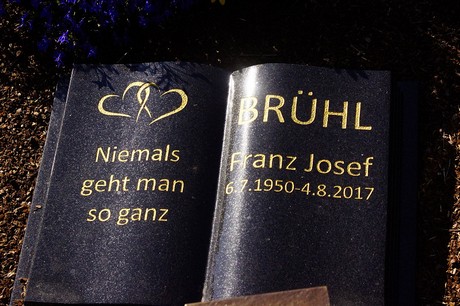 Niemals
geht man
so ganz
BRÜHL
Franz Josef
6.7.1950-4.8.2017